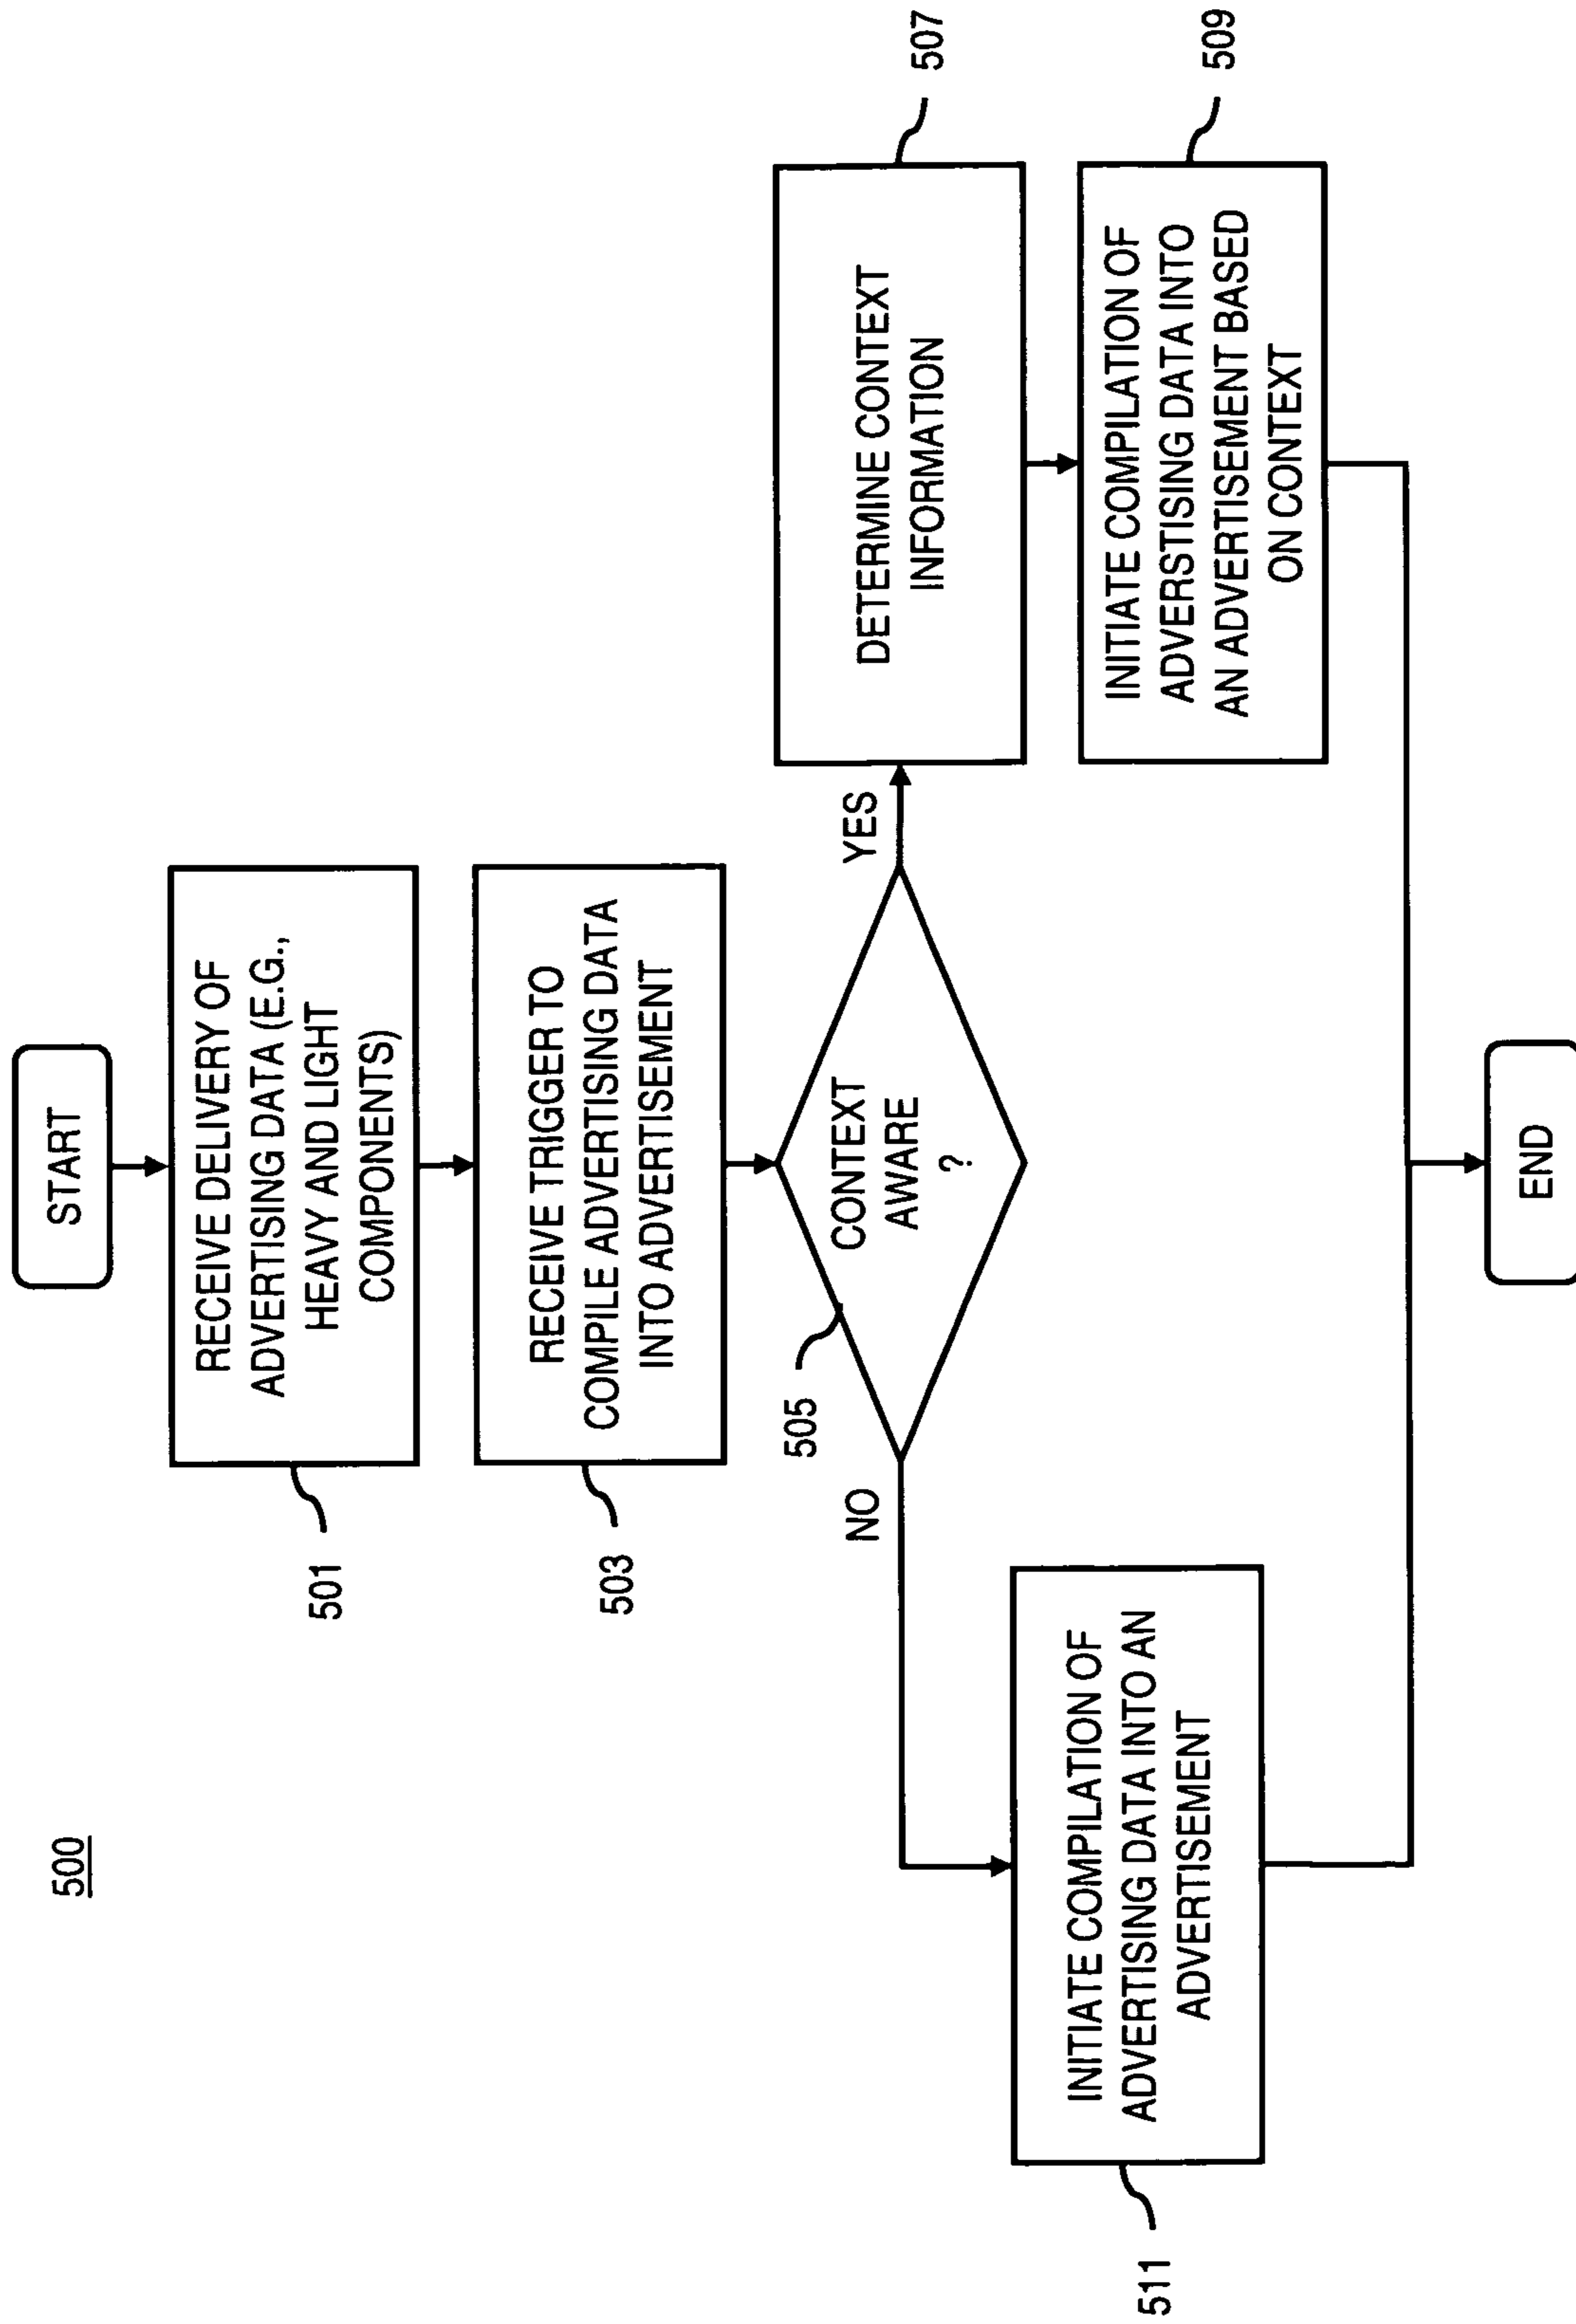 500
START
RECEIVE DELIVERY OF
ADVERTISING DATA (E.G.,
HEAVY AND LIGHT
COMPONENTS)
501
RECEIVE TRIGGER TO
COMPILE ADVERTISING DATA
INTO ADVERTISEMENT
503
CONTEXT
AWARE
?
505
YES
DETERMINE CONTEXT
INFORMATION
507
INITIATE COMPILATION OF
ADVERSTISING DATA INTO
AN ADVERTISEMENT BASED
ON CONTEXT
509
NO
INITIATE COMPILATION OF
ADVERTISING DATA INTO AN
ADVERTISEMENT
511
END